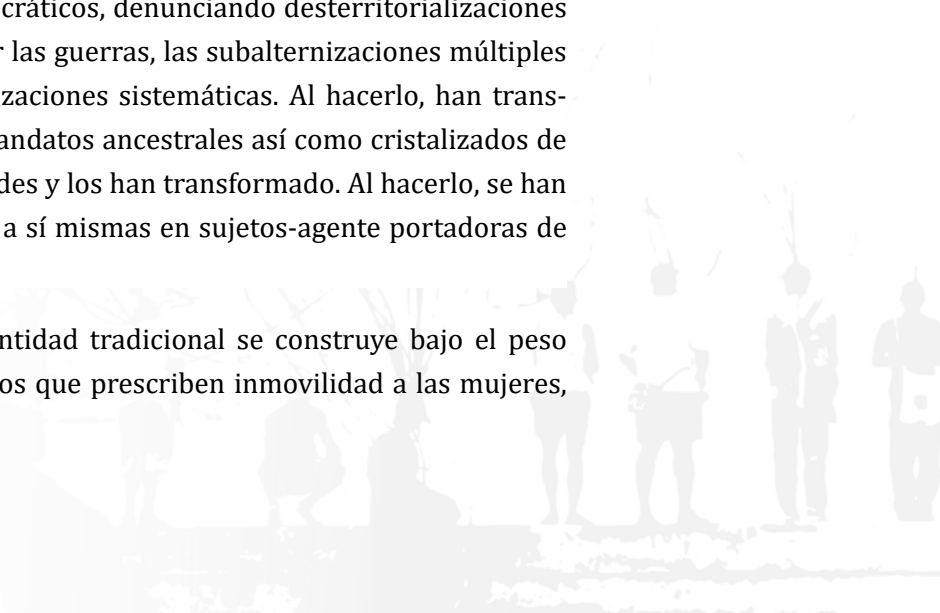 cráticos, denunciando desterritorializaciones
las guerras, las subalternizaciones múltiples
zaciones sistemáticas. Al hacerlo, han trans-
andatos ancestrales así como cristalizados de
des y los han transformado. Al hacerlo, se han
a sí mismas en sujetos-agente portadoras de
ntidad tradicional se construye bajo el peso
os que prescriben inmovilidad a las mujeres,